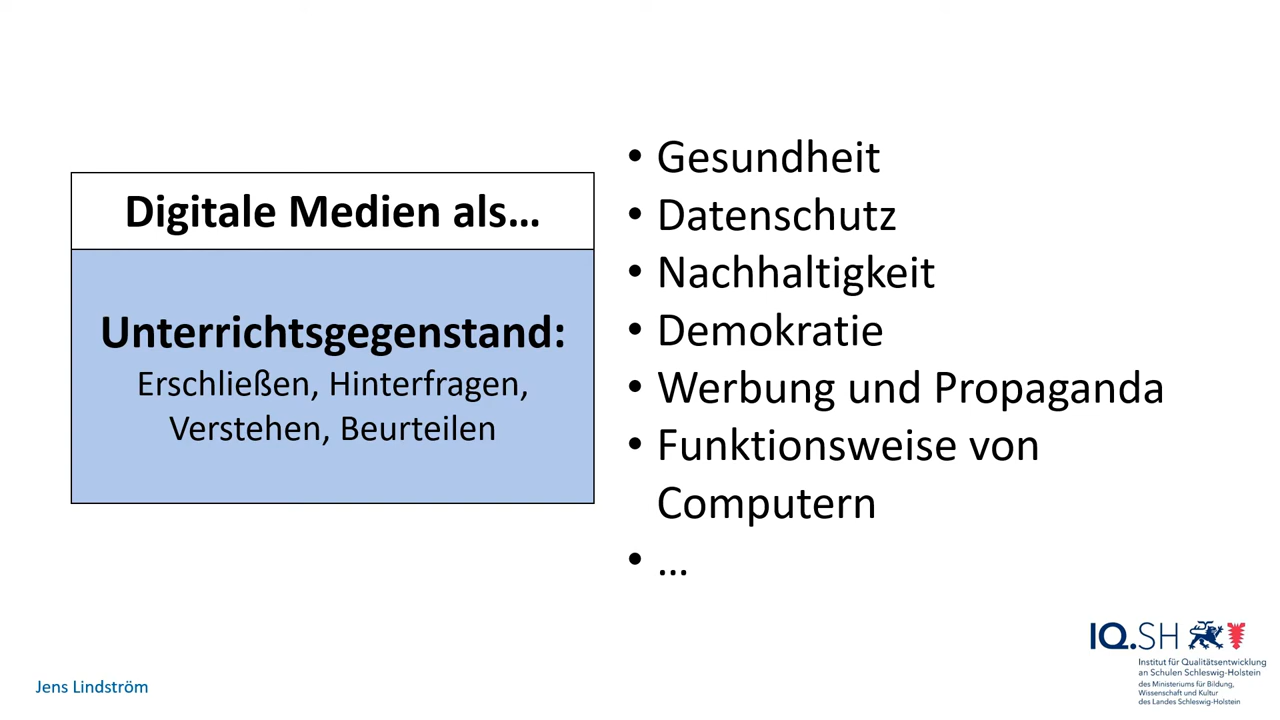 Digitale Medien als...
Unterrichtsgegenstand:
Erschließen, Hinterfragen,
Verstehen, Beurteilen
• Gesundheit
• Datenschutz
• Nachhaltigkeit
• Demokratie
• Werbung und Propaganda
• Funktionsweise von
Computern
• ...
Jens Lindström
IQ.SH
Institut für Qualitätsentwicklung
an Schulen Schleswig-Holstein
des Ministeriums für Bildung,
Wissenschaft und Kultur
des Landes Schleswig-Holstein